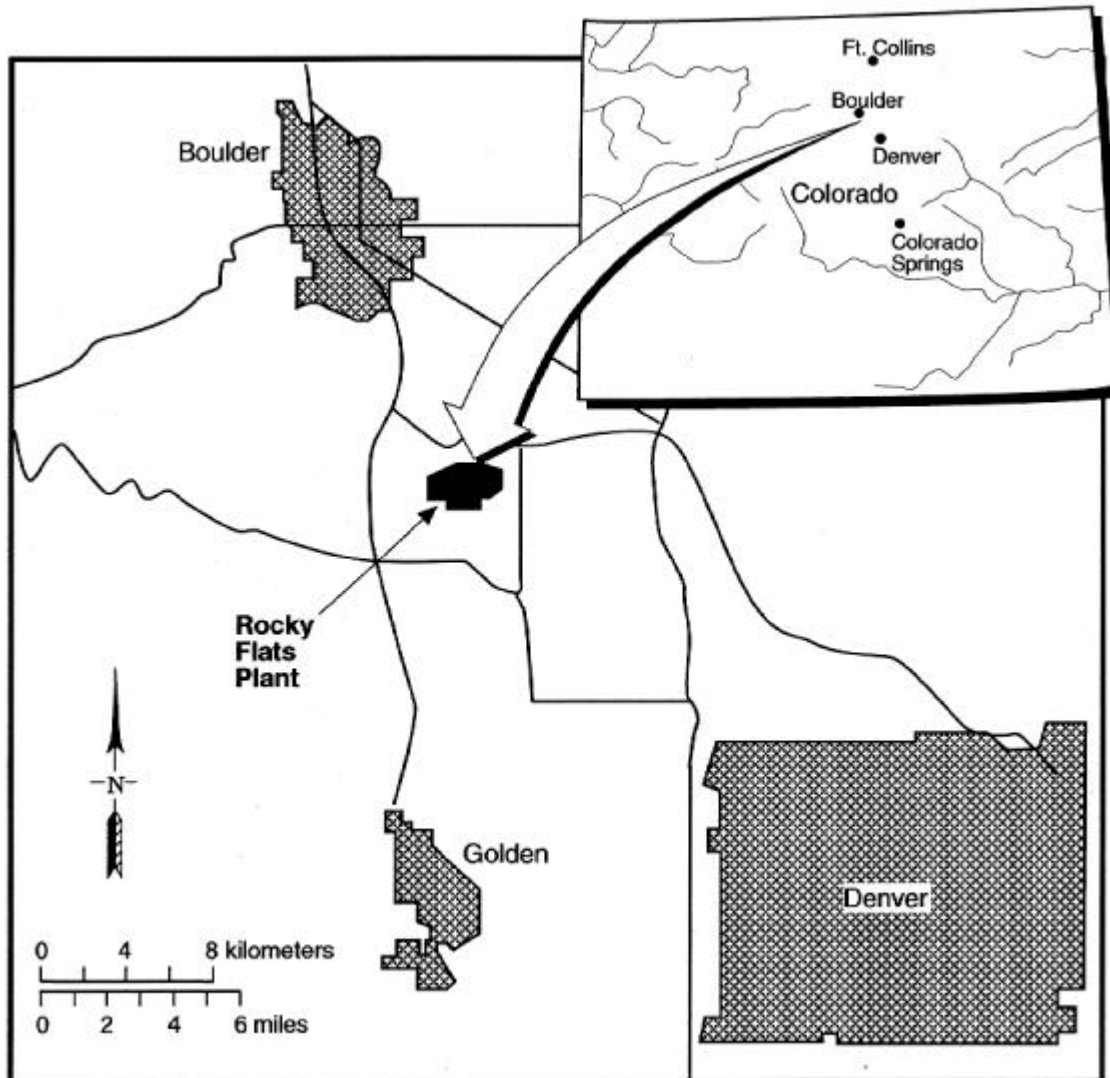 Ft. Collins
Boulder
Denver
Colorado
Colorado
Springs
Boulder
Rocky
Flats
Plant
N
Golden
Denver
0 4 8 kilometers
0 2 4 6 miles